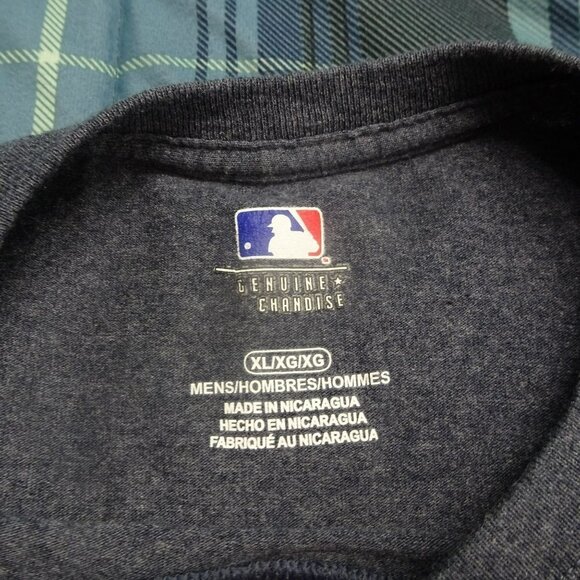 GENUINE
CHANDISE
XL/XG/XG
MENS/HOMBRES/HOMMES
MADE IN NICARAGUA
HECHO EN NICARAGUA
FABRIQUÉ AU NICARAGUA